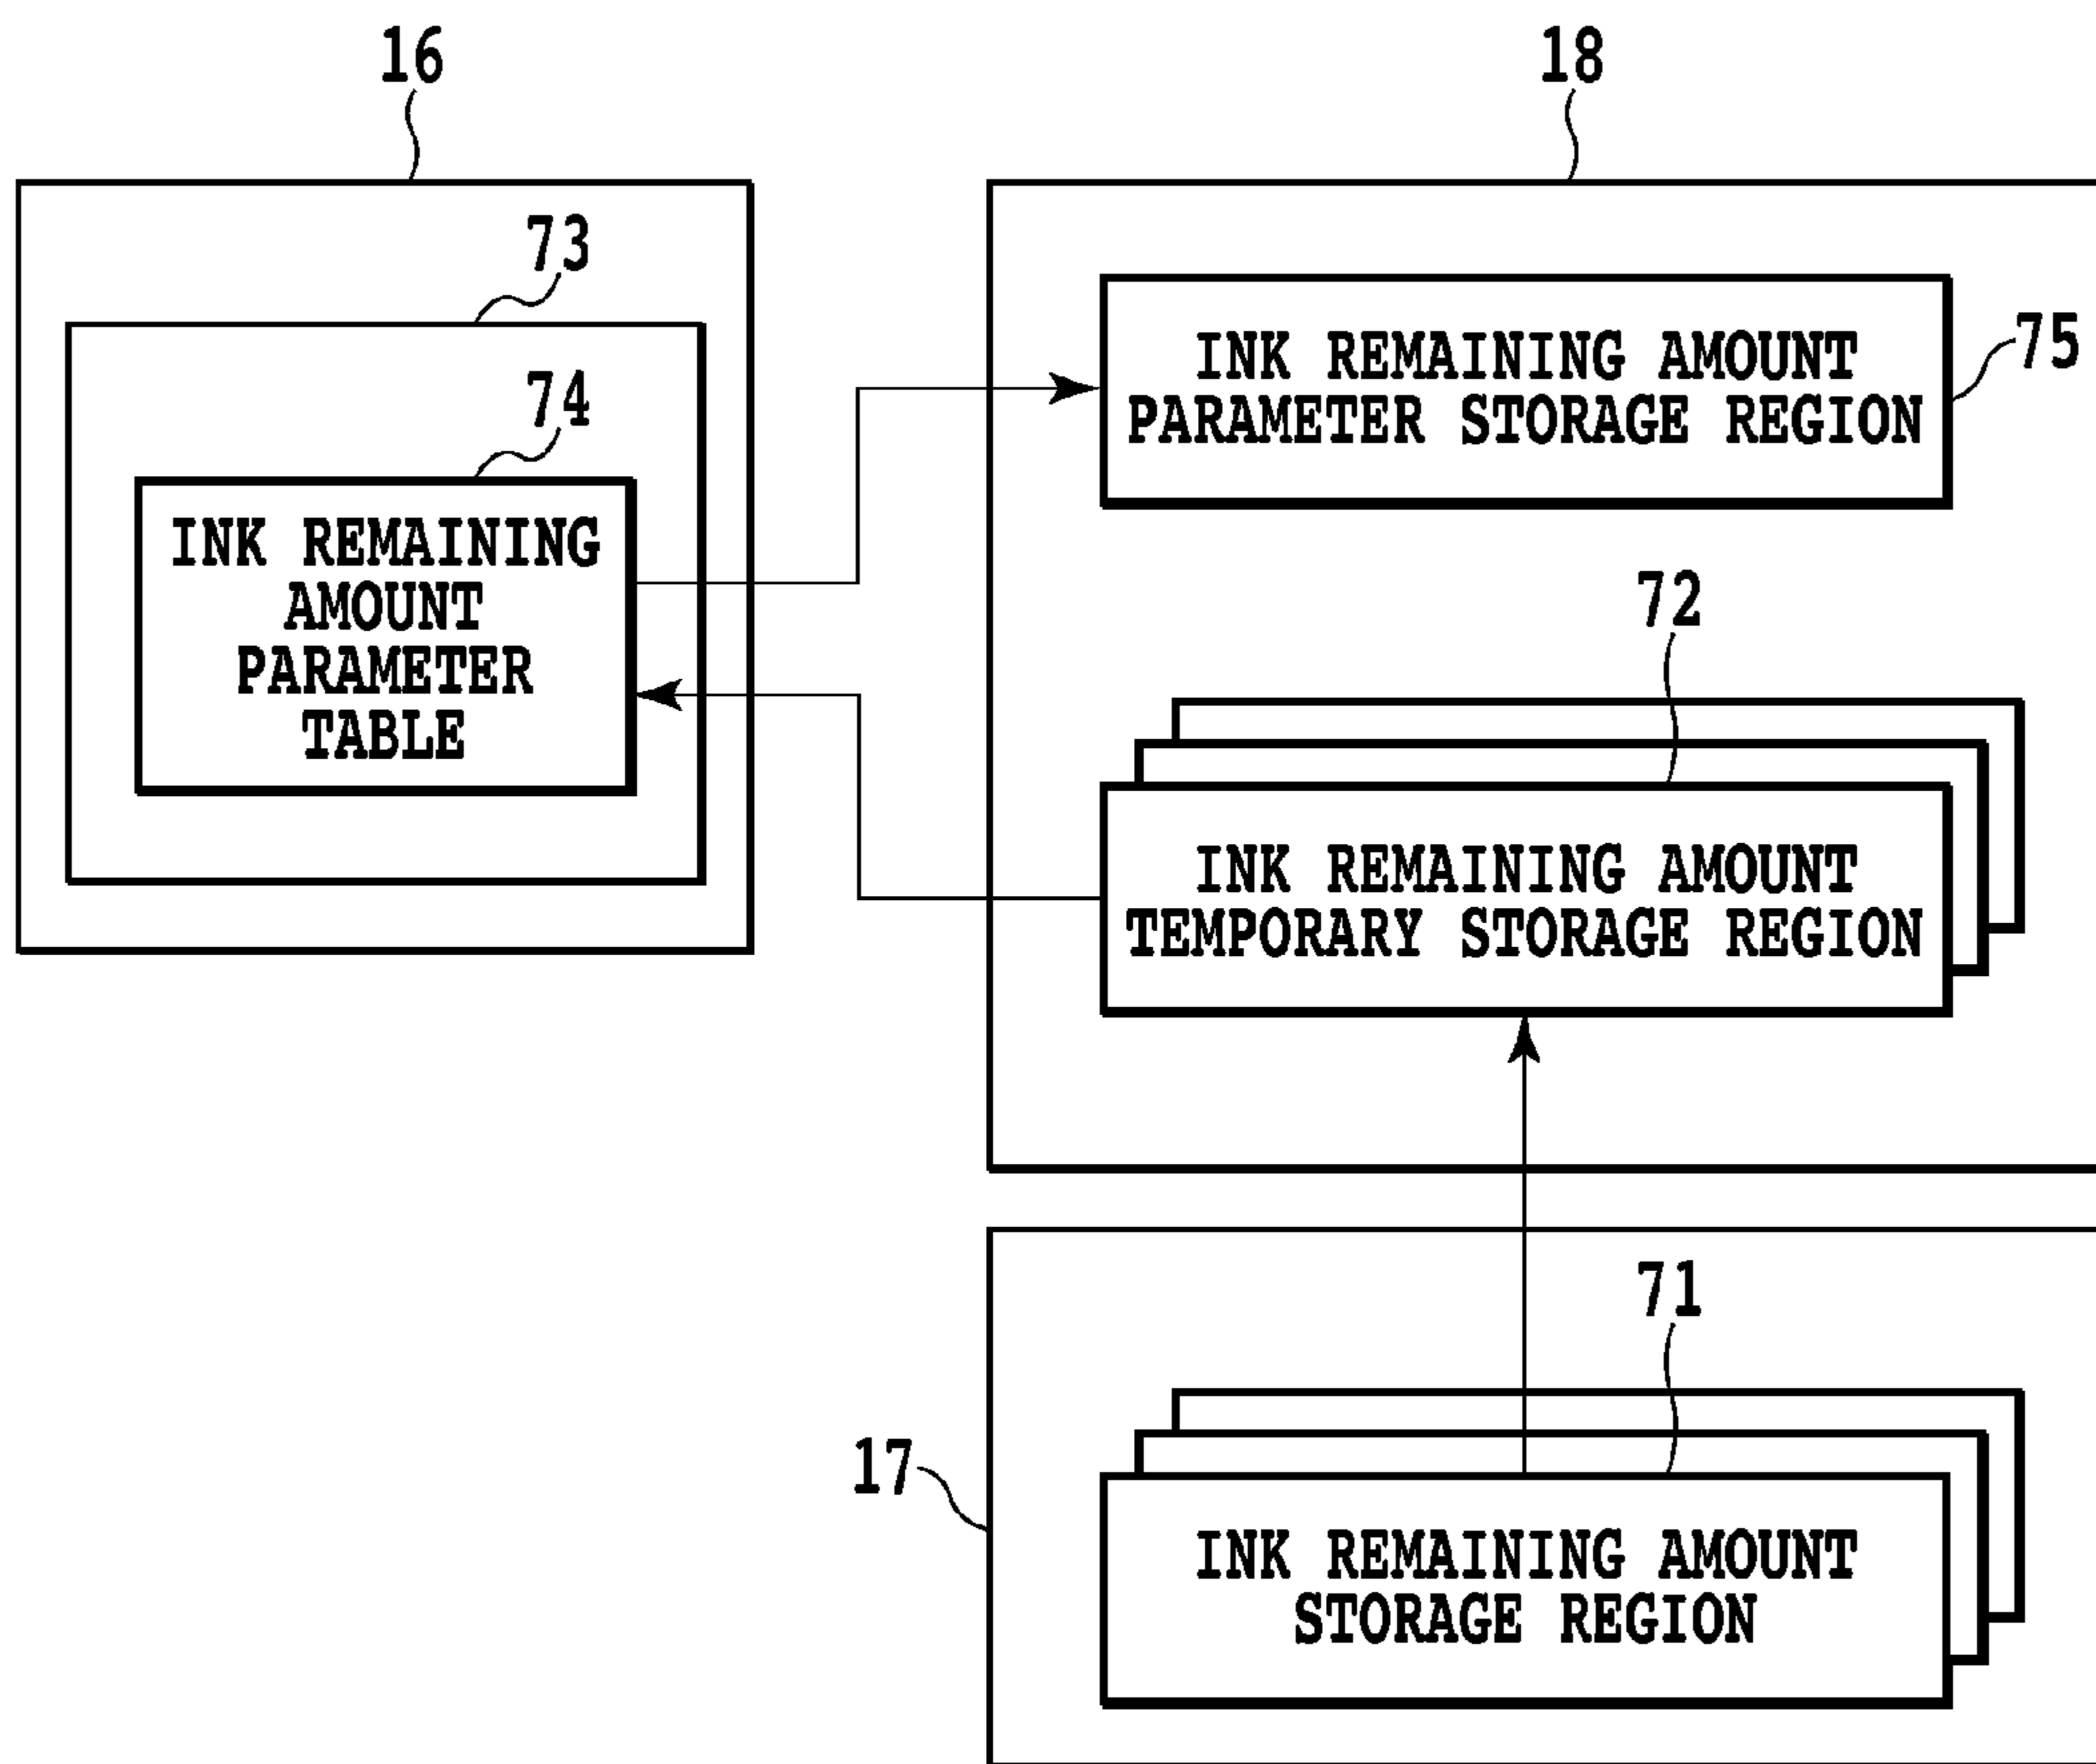 16
18
73
74
INK REMAINING
AMOUNT
PARAMETER
TABLE
INK REMAINING AMOUNT
PARAMETER STORAGE REGION
75
72
INK REMAINING AMOUNT
TEMPORARY STORAGE REGION
17
71
INK REMAINING AMOUNT
STORAGE REGION